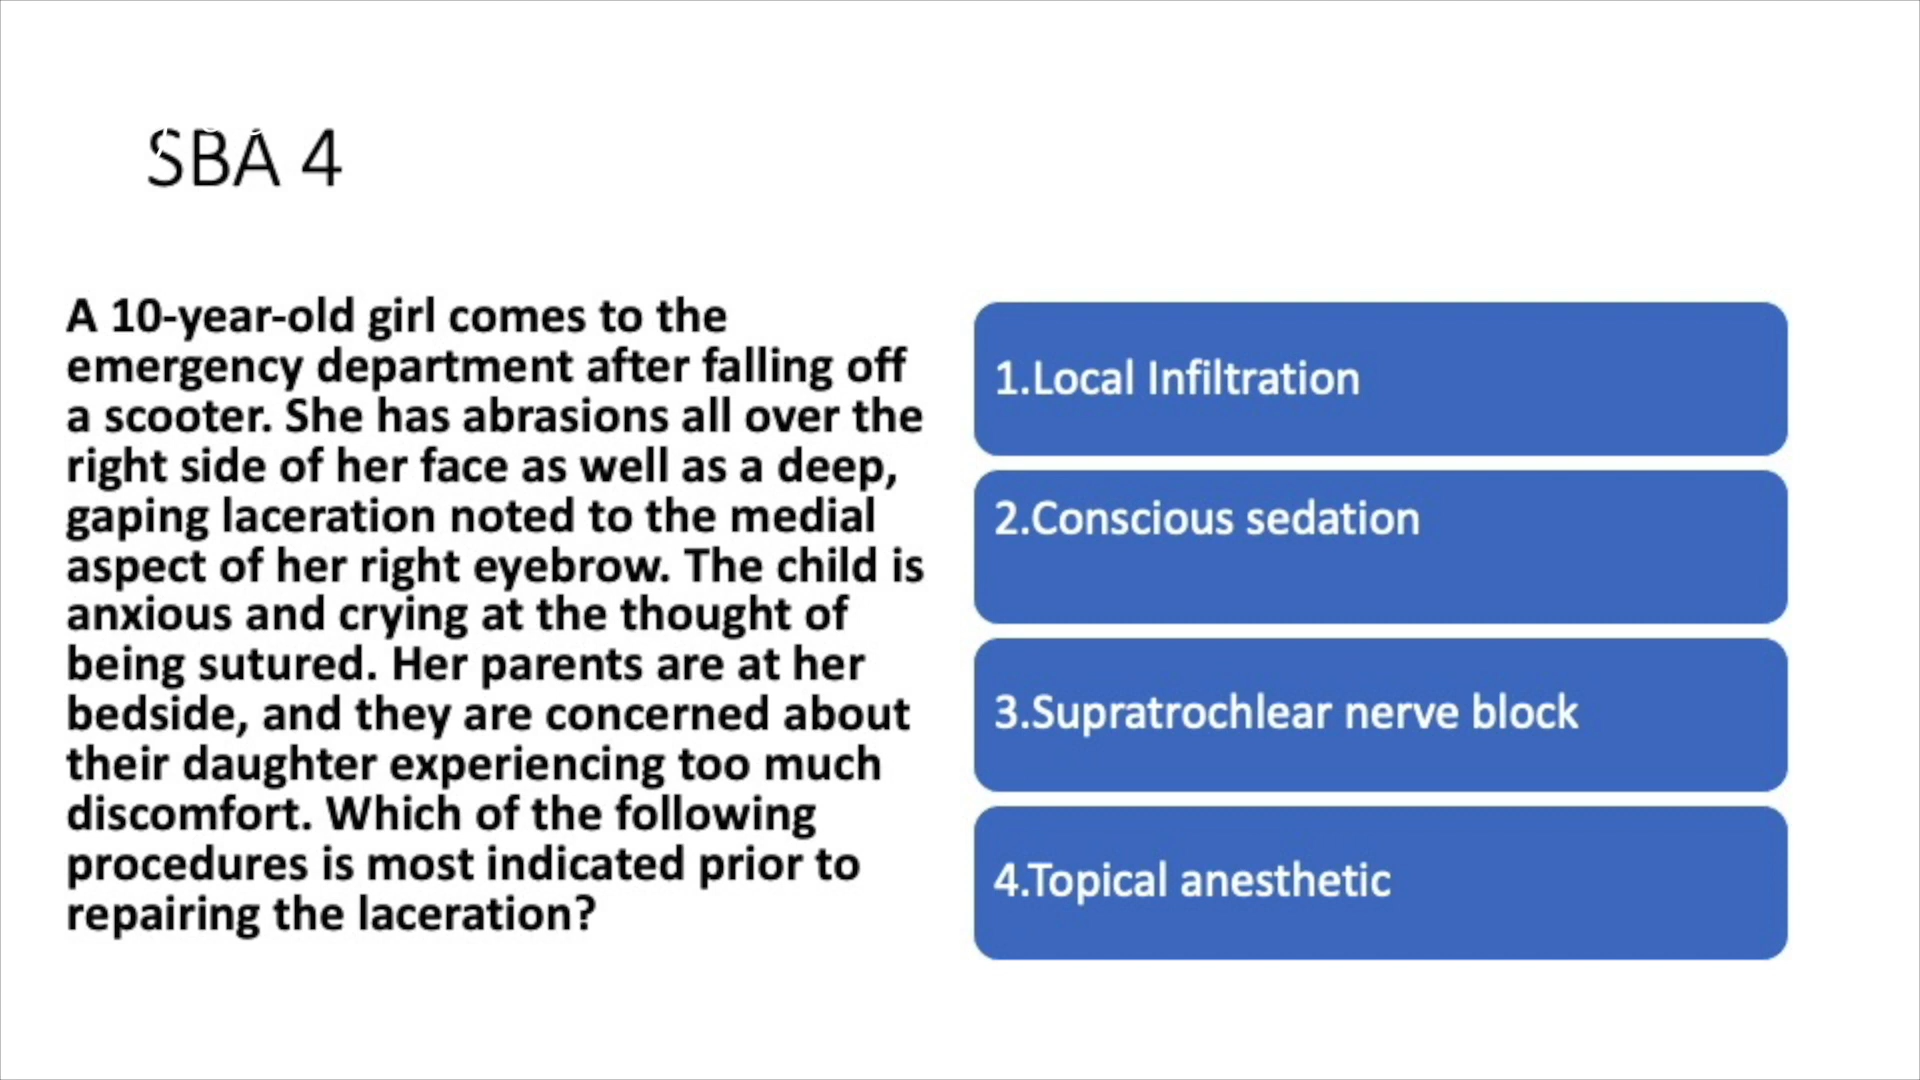 SBA 4
A 10-year-old girl comes to the
emergency department after falling off
a scooter. She has abrasions all over the
right side of her face as well as a deep,
gaping laceration noted to the medial
aspect of her right eyebrow. The child is
anxious and crying at the thought of
being sutured. Her parents are at her
bedside, and they are concerned about
their daughter experiencing too much
discomfort. Which of the following
procedures is most indicated prior to
repairing the laceration?
1.Local Infiltration
2.Conscious sedation
3.Supratrochlear nerve block
4.Topical anesthetic